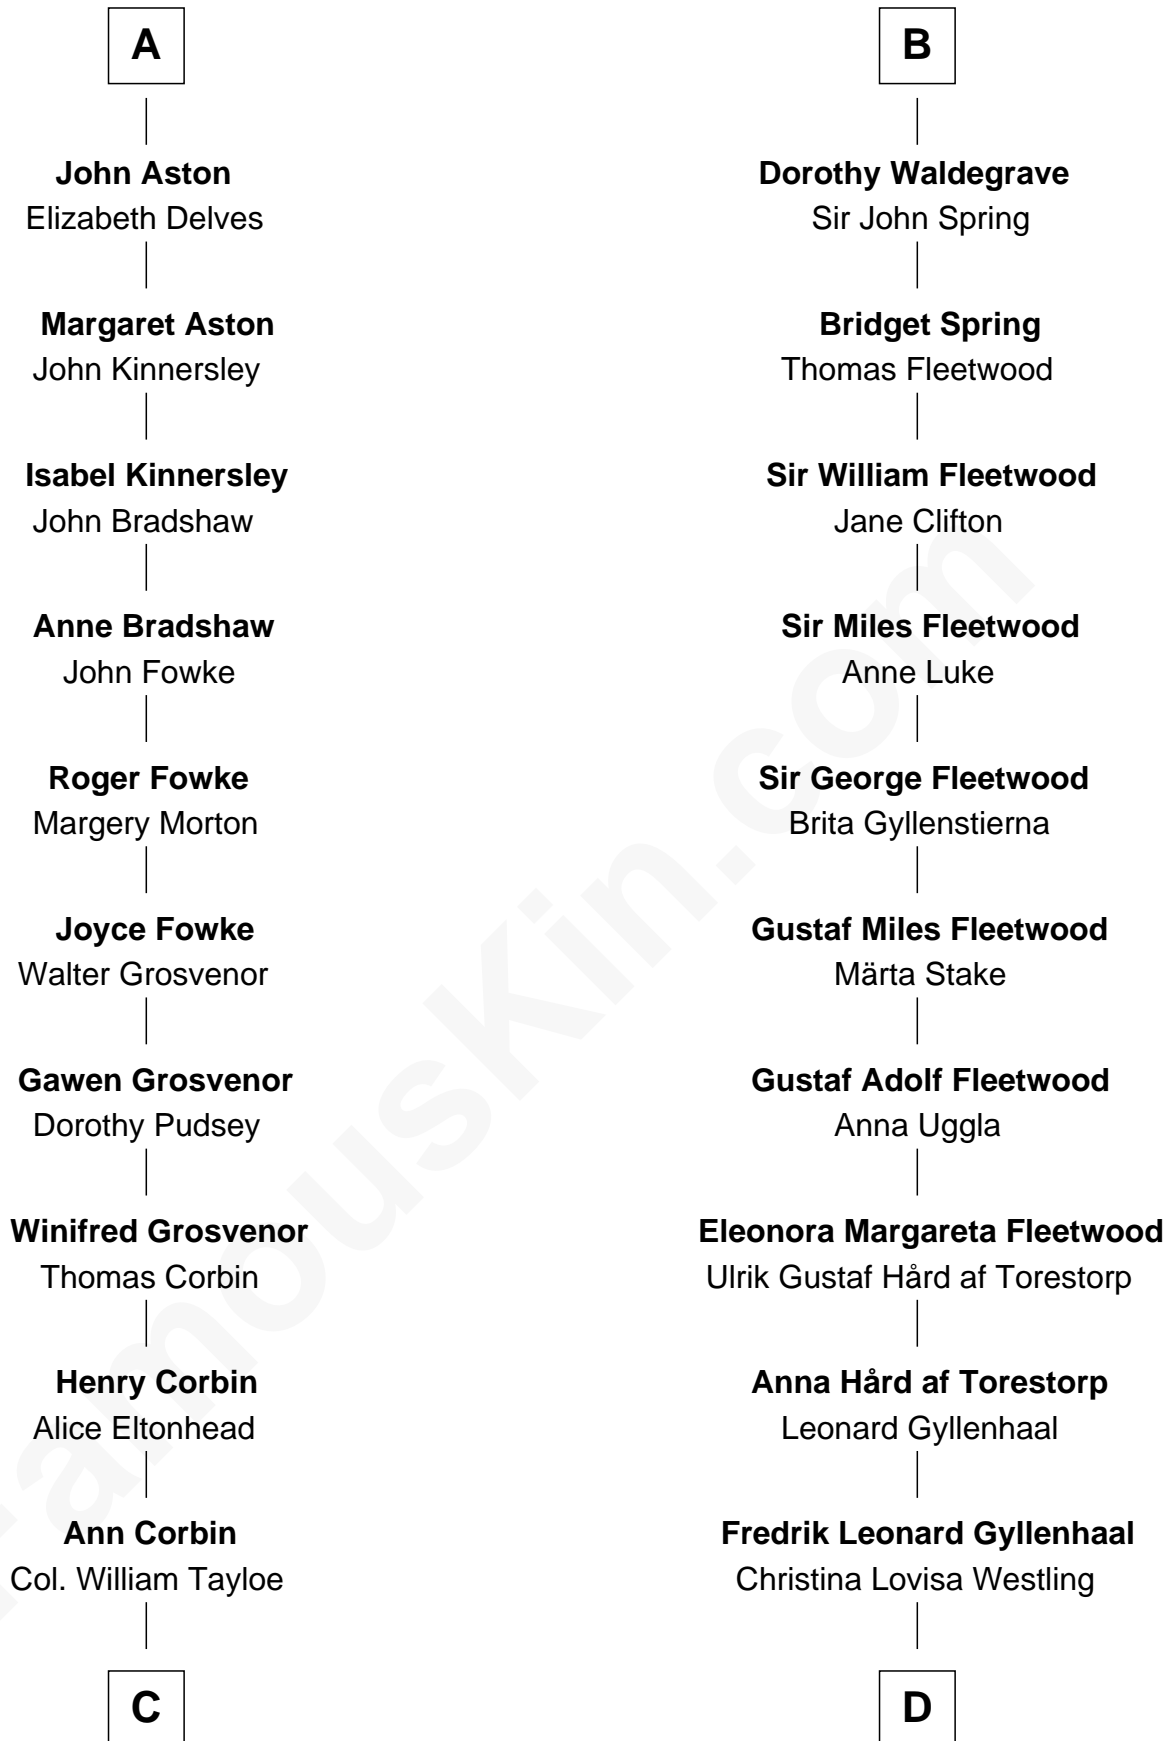 A
John Aston
Elizabeth Delves
Margaret Aston
John Kinnersley
Isabel Kinnersley
John Bradshaw
Anne Bradshaw
John Fowke
Roger Fowke
Margery Morton
Joyce Fowke
Walter Grosvenor
Gawen Grosvenor
Dorothy Pudsey
Winifred Grosvenor
Thomas Corbin
Henry Corbin
Alice Eltonhead
Ann Corbin
Col. William Tayloe
C
B
Dorothy Waldegrave
Sir John Spring
Bridget Spring
Thomas Fleetwood
Sir William Fleetwood
Jane Clifton
Sir Miles Fleetwood
Anne Luke
Sir George Fleetwood
Brita Gyllenstierna
Gustaf Miles Fleetwood
Märta Stake
Gustaf Adolf Fleetwood
Anna Uggla
Eleonora Margareta Fleetwood
Ulrik Gustaf Hård af Torestorp
Anna Hård af Torestorp
Leonard Gyllenhaal
Fredrik Leonard Gyllenhaal
Christina Lovisa Westling
D
FamousKin.com